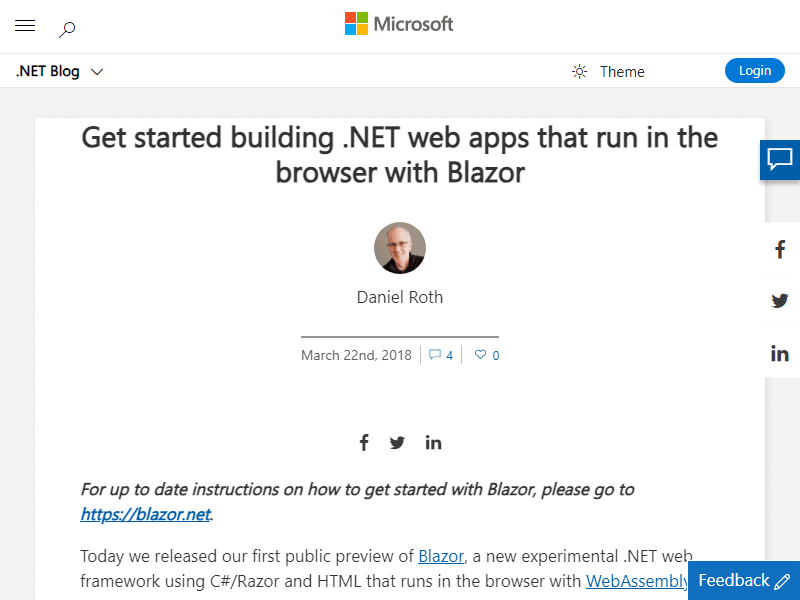 Microsoft
.NET Blog
Theme
Login
Get started building .NET web apps that run in the
browser with Blazor
Daniel Roth
March 22nd, 2018
4
0
For up to date instructions on how to get started with Blazor, please go to
https://blazor.net.
Today we released our first public preview of Blazor, a new experimental .NET web
framework using C#/Razor and HTML that runs in the browser with WebAssembly
Feedback